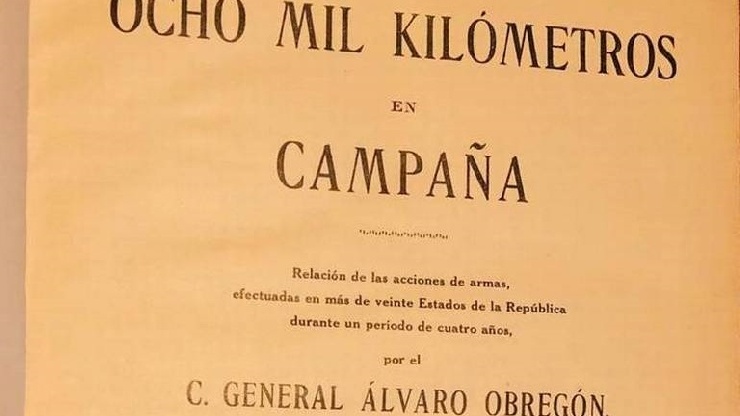 OCHO MIL KILÓMETROS
EN
CAMPAÑA
Relación de las acciones de armas,
efectuadas en más de veinte Estados de la República
durante un período de cuatro años,
por el
C. GENERAL ÁLVARO OBREGÓN.